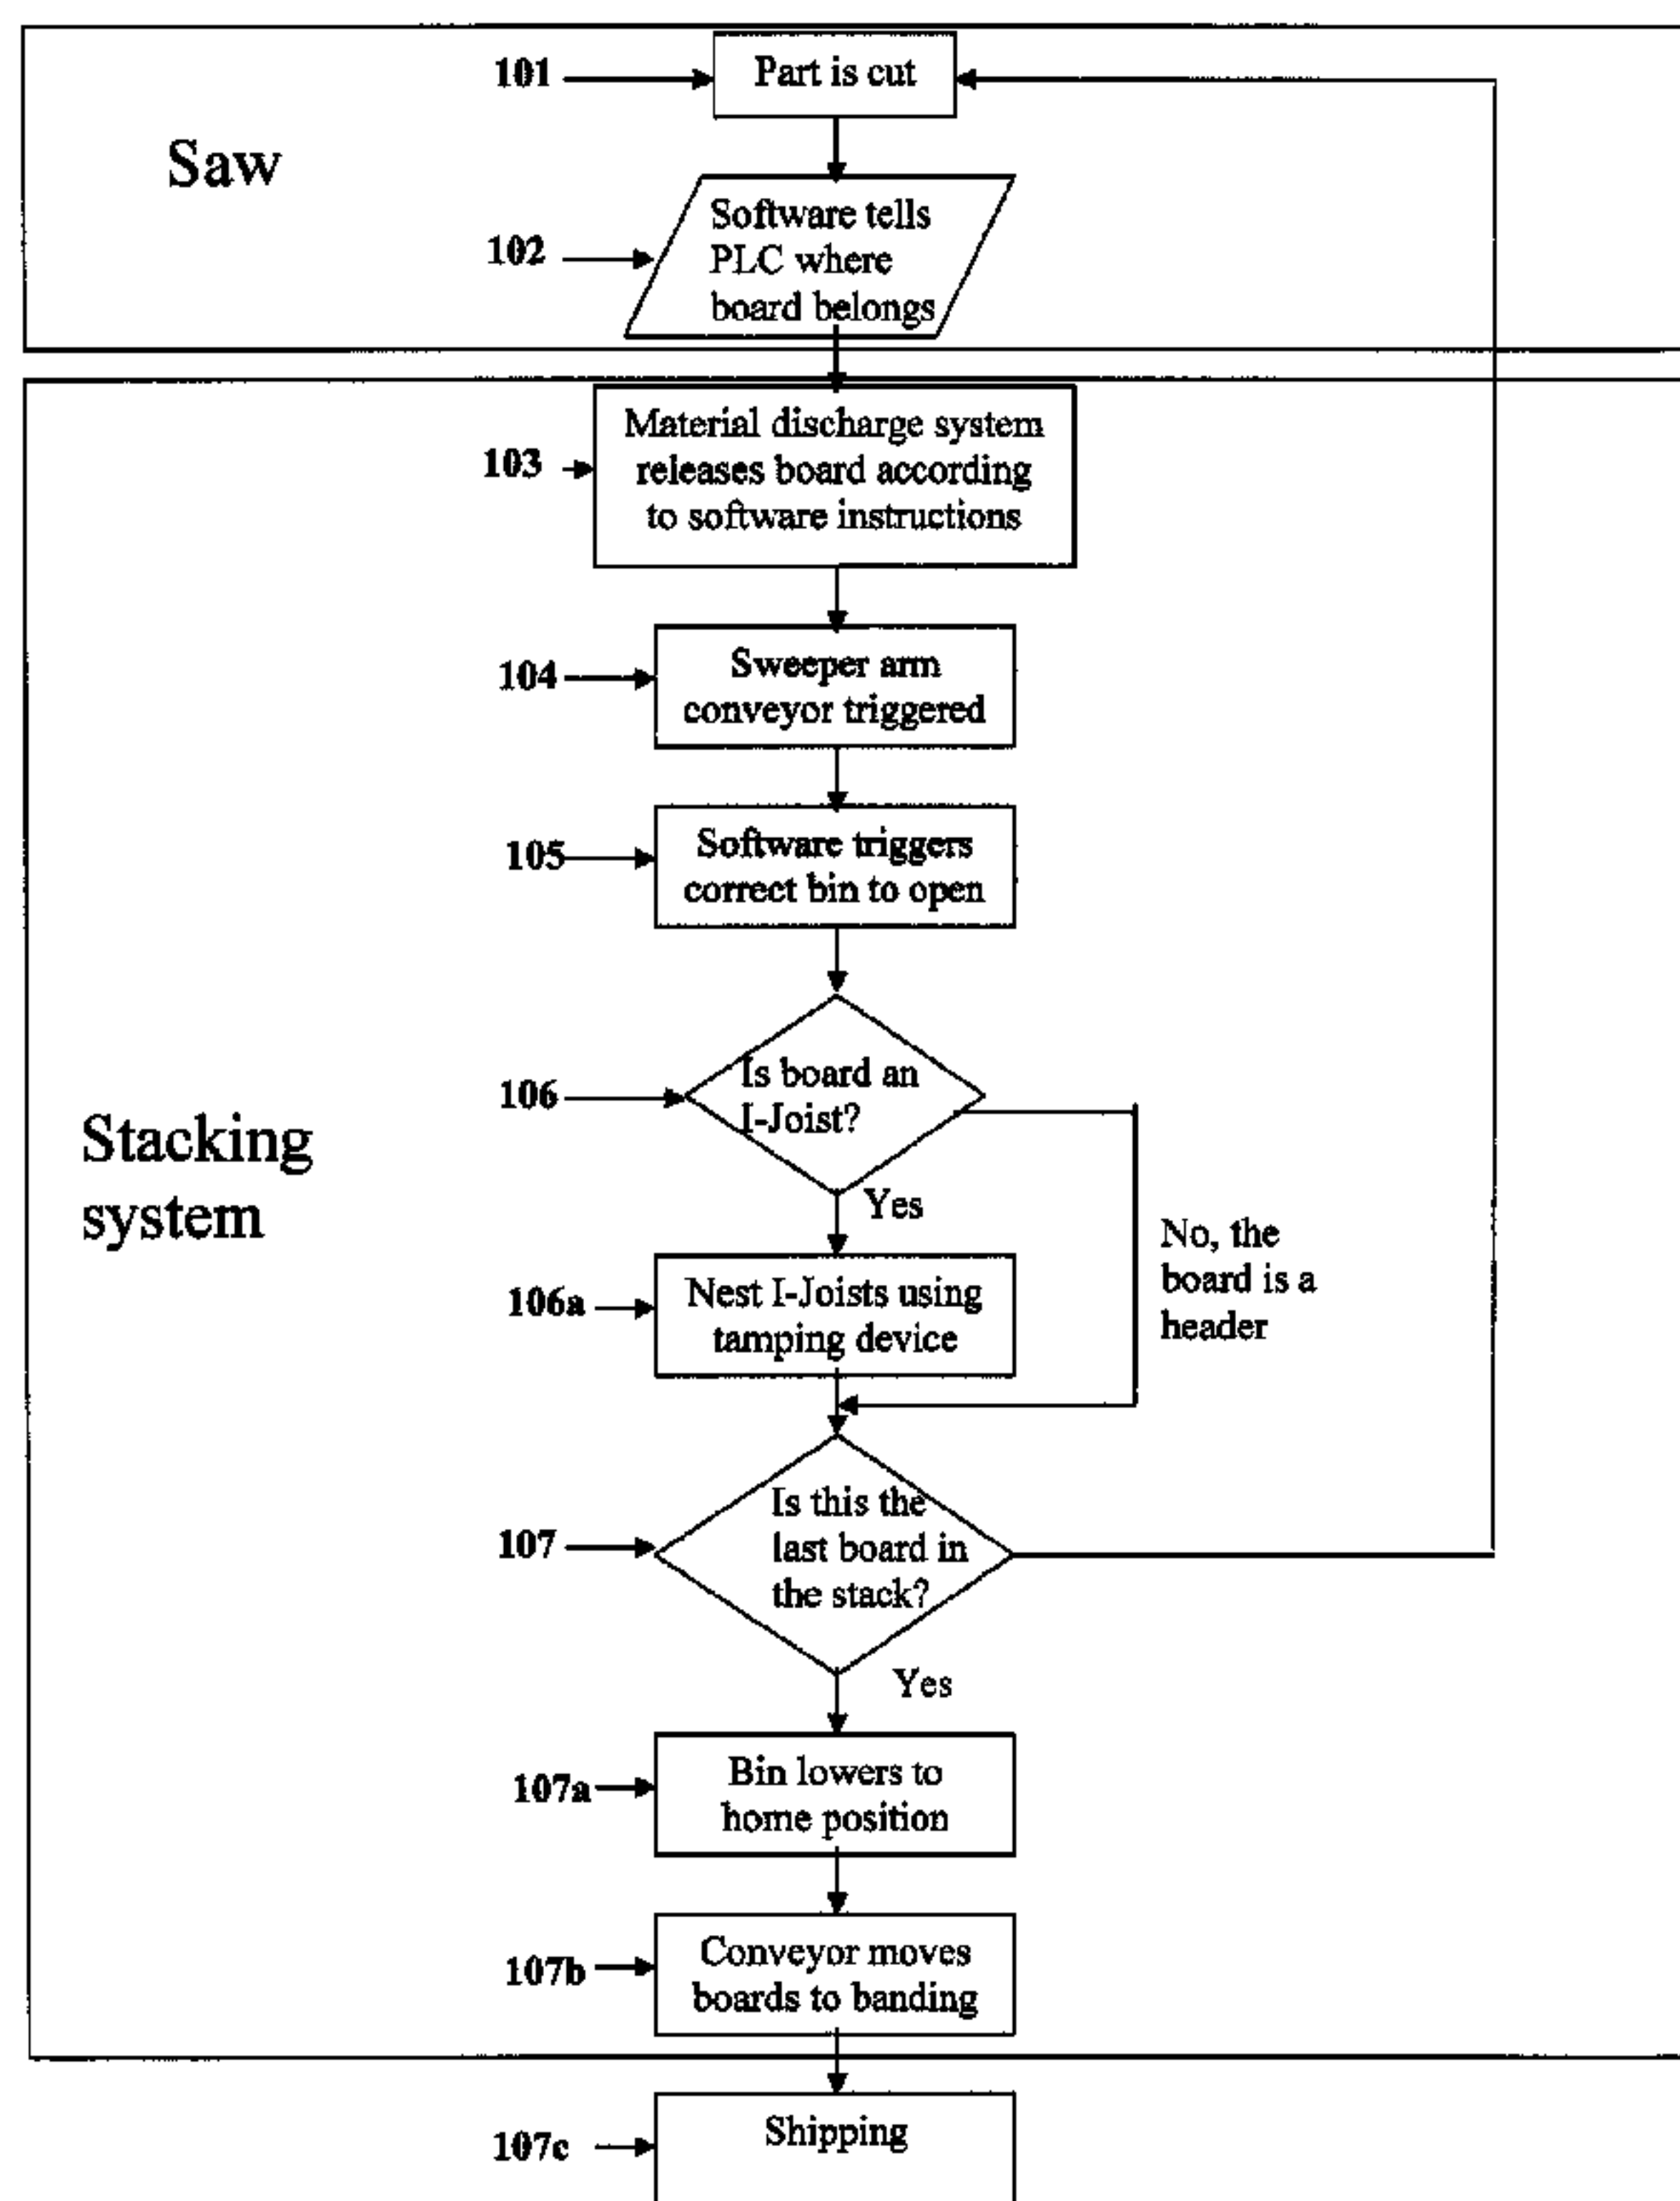 101
Part is cut
Saw
102
Software tells
PLC where
board belongs
103
Material discharge system
releases board according
to software instructions
104
Sweeper arm
conveyor triggered
105
Software triggers
correct bin to open
106
Is board an
I-Joist?
Stacking
system
Yes
No, the
board is a
header
106a
Nest I-Joists using
tamping device
107
Is this the
last board in
the stack?
Yes
107a
Bin lowers to
home position
107b
Conveyor moves
boards to banding
107c
Shipping